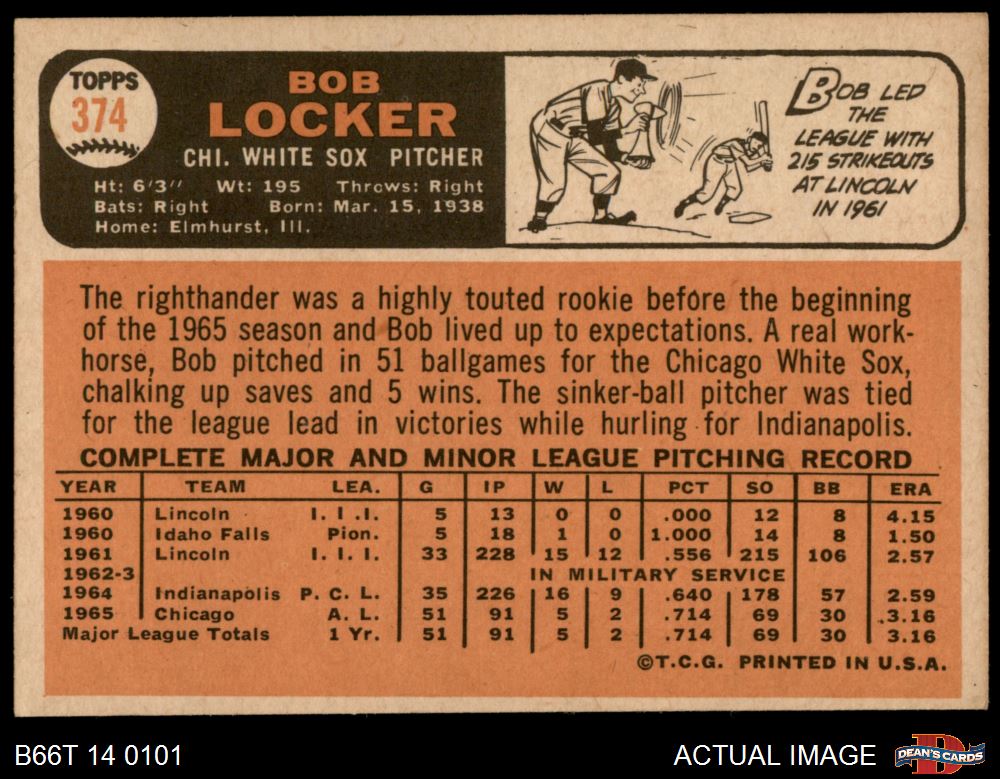 TOPPS
374
BOB
LOCKER
CHI. WHITE SOX PITCHER
Ht: 6'3" Wt: 195 Throws: Right
Bats: Right Born: Mar. 15, 1938
Home: Elmhurst, Ill.
BOB LED
THE
LEAGUE WITH
215 STRIKEOUTS
AT LINCOLN
IN 1961
The righthander was a highly touted rookie before the beginning
of the 1965 season and Bob lived up to expectations. A real work-
horse, Bob pitched in 51 ballgames for the Chicago White Sox,
chalking up saves and 5 wins. The sinker-ball pitcher was tied
for the league lead in victories while hurling for Indianapolis.
COMPLETE MAJOR AND MINOR LEAGUE PITCHING RECORD
YEAR TEAM LEA. G IP W L PCT SO BB ERA
1960 Lincoln I. I .I. 5 13 0 0 .000 12 8 4.15
1960 Idaho Falls Pion. 5 18 1 0 1.000 14 8 1.50
1961 Lincoln I. I. I. 33 228 15 12 .556 215 106 2.57
1962-3 IN MILITARY SERVICE
1964 Indianapolis P. C. L. 35 226 16 9 .640 178 57 2.59
1965 Chicago A. L. 51 91 5 2 .714 69 30 3.16
Major League Totals 1 Yr. 51 91 5 2 .714 69 30 3.16
©T.C.G. PRINTED IN U.S.A.
B66T 14 0101 ACTUAL IMAGE DEAN'S CARDS